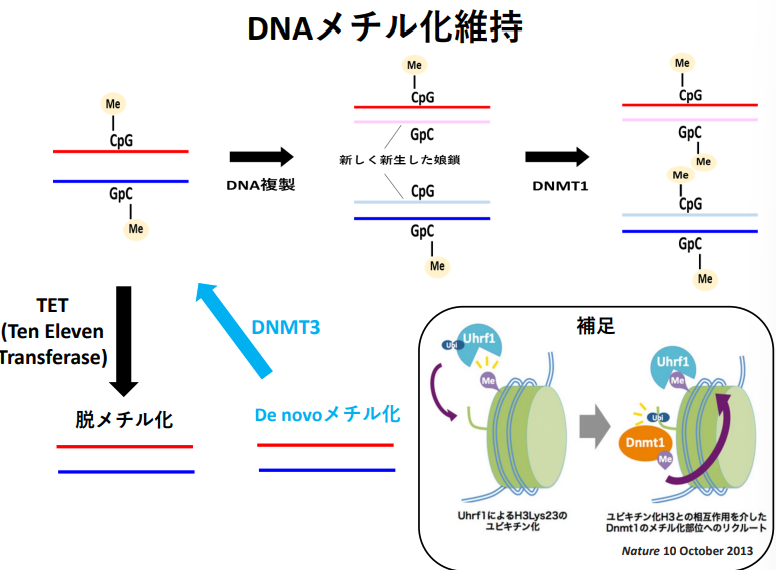 DNAメチル化維持
Me
CpG
GpC
Me
DNA複製
Me
CpG
GpC
新しく新生した娘鎖
CpG
GpC
Me
DNMT1
Me
CpG
GpC
Me
Me
CpG
GpC
Me
TET
(Ten Eleven
Transferase)
脱メチル化
DNMT3
De novoメチル化
補足
Ubi
Uhrf1
Me
Uhrf1によるH3Lys23の
ユビキチン化
Uhrf1
Me
Ubi
Dnmt1
Me
ユビキチン化H3との相互作用を介した
Dnmt1のメチル化部位へのリクルート
Nature 10 October 2013